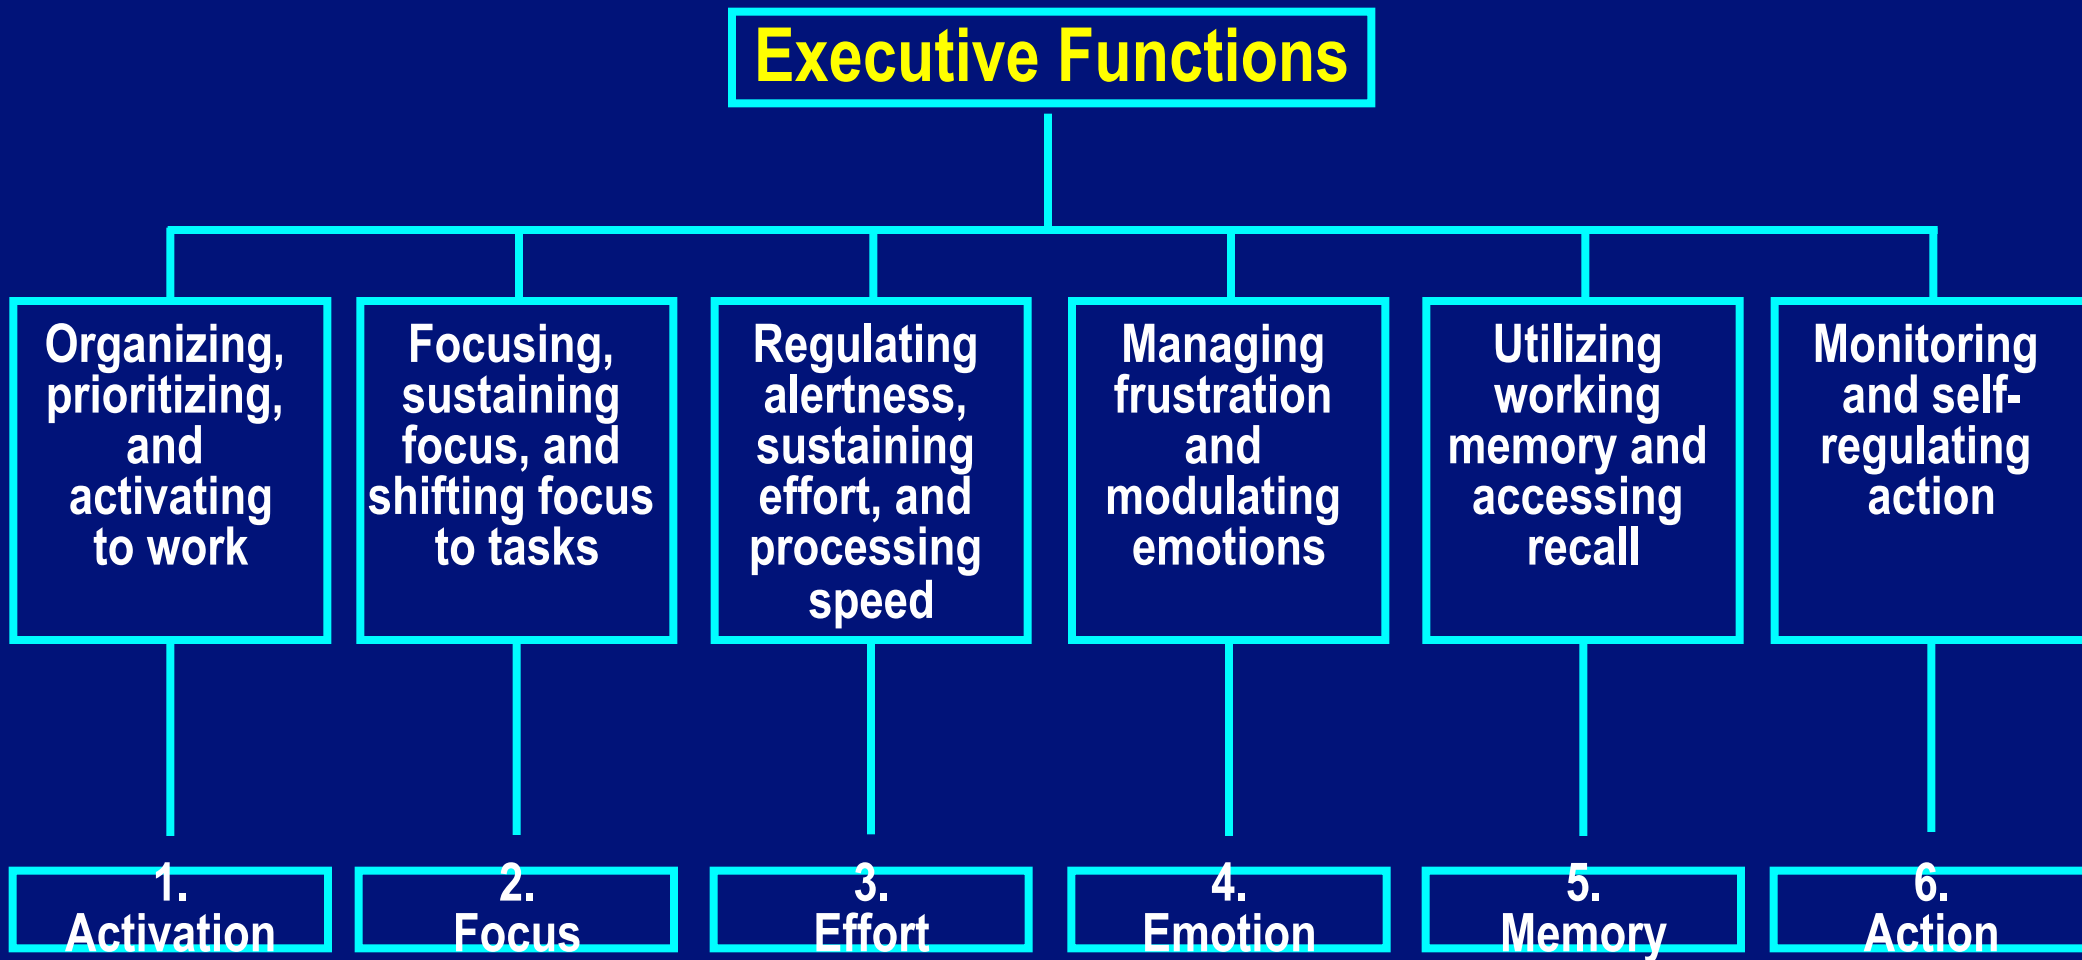 Executive Functions
Organizing,
prioritizing,
and
activating
to work
Focusing,
sustaining
focus, and
shifting focus
to tasks
Regulating
alertness,
sustaining
effort, and
processing
speed
Managing
frustration
and
modulating
emotions
Utilizing
working
memory and
accessing
recall
Monitoring
and self-
regulating
action
1.
Activation
2.
Focus
3.
Effort
4.
Emotion
5.
Memory
6.
Action